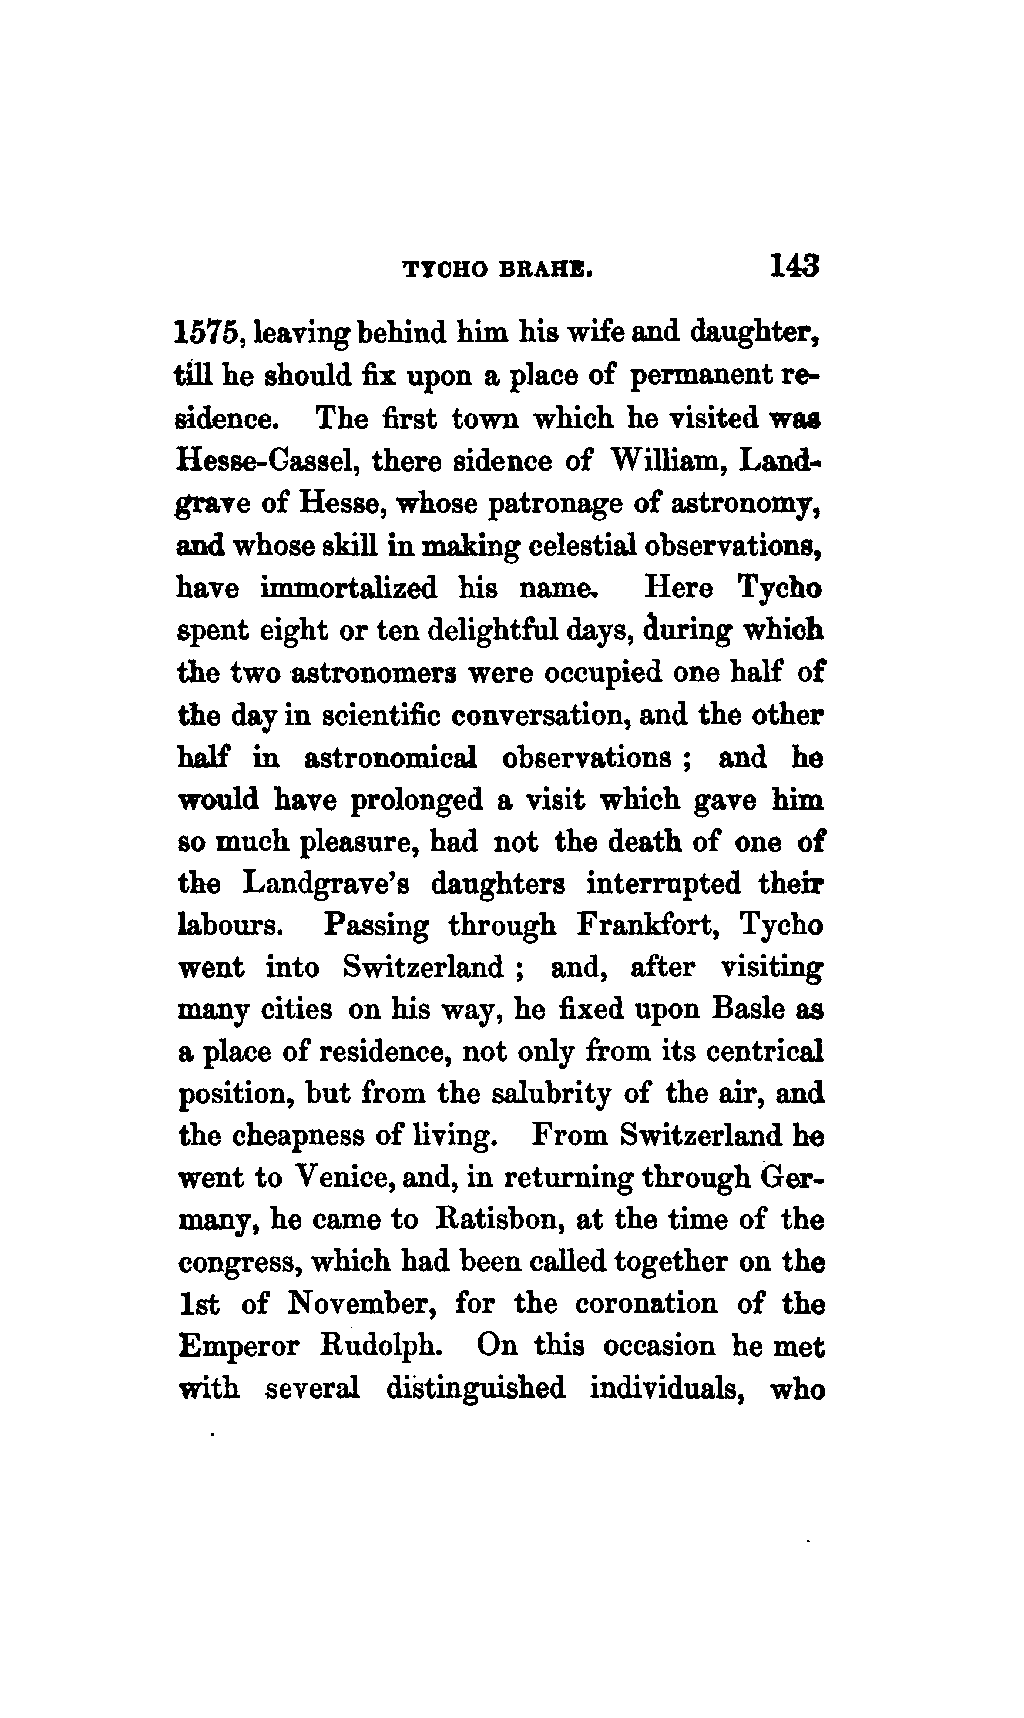 TYCHO BRAHE. 143
1575, leaving behind him his wife and daughter,
till he should fix upon a place of permanent re-
sidence. The first town which he visited was
Hesse-Cassel, there sidence of William, Land-
grave of Hesse, whose patronage of astronomy,
and whose skill in making celestial observations,
have immortalized his name. Here Tycho
spent eight or ten delightful days, during which
the two astronomers were occupied one half of
the day in scientific conversation, and the other
half in astronomical observations ; and he
would have prolonged a visit which gave him
so much pleasure, had not the death of one of
the Landgrave's daughters interrupted their
labours. Passing through Frankfort, Tycho
went into Switzerland ; and, after visiting
many cities on his way, he fixed upon Basle as
a place of residence, not only from its centrical
position, but from the salubrity of the air, and
the cheapness of living. From Switzerland he
went to Venice, and, in returning through Ger-
many, he came to Ratisbon, at the time of the
congress, which had been called together on the
1st of November, for the coronation of the
Emperor Rudolph. On this occasion he met
with several distinguished individuals, who